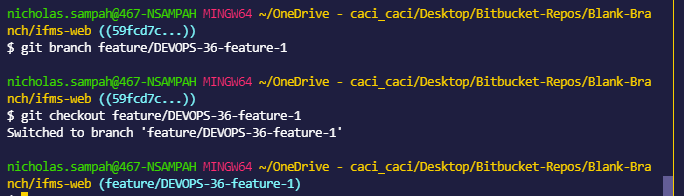 nicholas.sampah@467-NSAMPAH MINGW64 ~/OneDrive - caci_caci/Desktop/Bitbucket-Repos/Blank-Bra
nch/ifms-web ((59fcd7c...))
$ git branch feature/DEVOPS-36-feature-1
nicholas.sampah@467-NSAMPAH MINGW64 ~/OneDrive - caci_caci/Desktop/Bitbucket-Repos/Blank-Bra
nch/ifms-web ((59fcd7c...))
$ git checkout feature/DEVOPS-36-feature-1
Switched to branch 'feature/DEVOPS-36-feature-1'
nicholas.sampah@467-NSAMPAH MINGW64 ~/OneDrive - caci_caci/Desktop/Bitbucket-Repos/Blank-Bra
nch/ifms-web (feature/DEVOPS-36-feature-1)
$